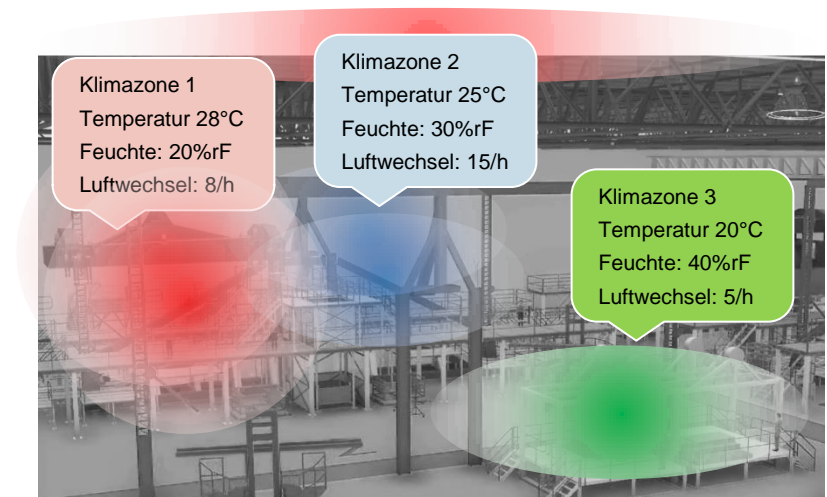 Klimazone 1
Temperatur 28°C
Feuchte: 20%rF
Luftwechsel: 8/h
Klimazone 2
Temperatur 25°C
Feuchte: 30%rF
Luftwechsel: 15/h
Klimazone 3
Temperatur 20°C
Feuchte: 40%rF
Luftwechsel: 5/h